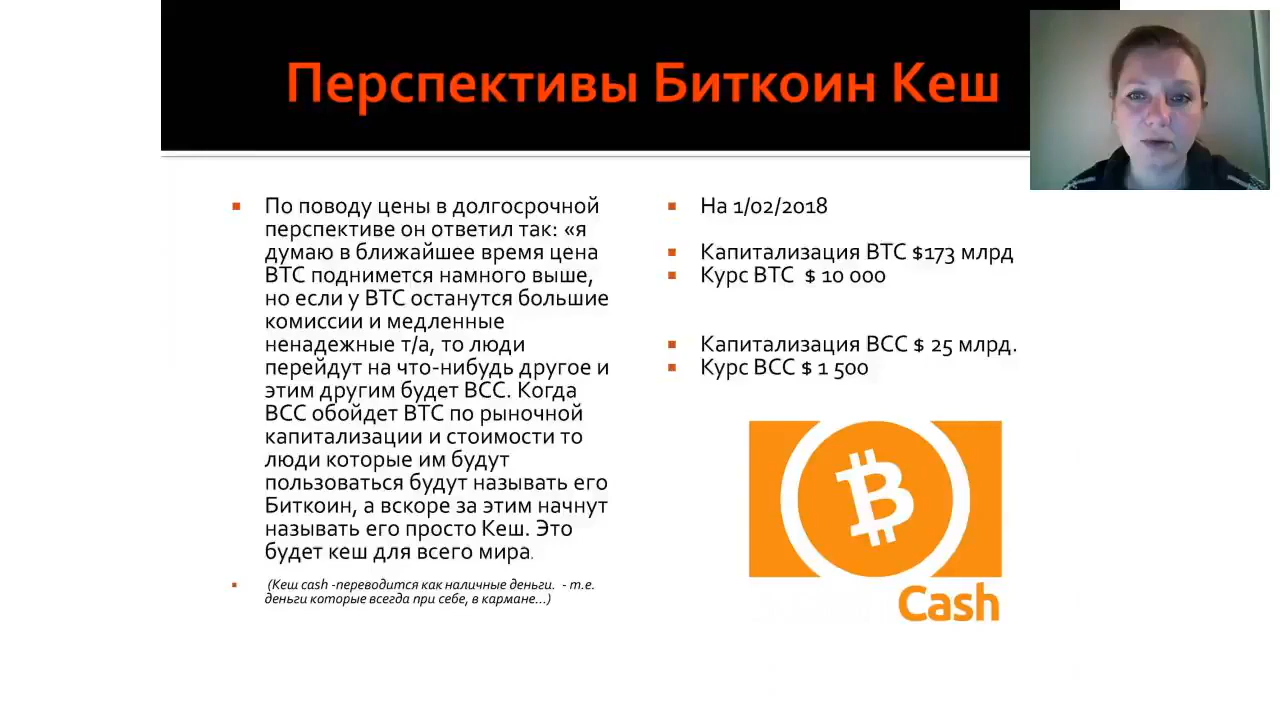 Перспективы Биткоин Кеш
По поводу цены в долгосрочной
перспективе он ответил так: «я
думаю в ближайшее время цена
ВТС поднимется намного выше,
но если у ВТС останутся большие
комиссии и медленные
ненадежные т/а, то люди
перейдут на что-нибудь другое и
этим другим будет ВСС. Когда
ВСС обойдет ВТС по рыночной
капитализации и стоимости то
люди которые им будут
пользоваться будут называть его
Биткоин, а вскоре за этим начнут
называть его просто Кеш. Это
будет кеш для всего мира.
(Кеш cash -переводится как наличные деньги. - т.е.
деньги которые всегда при себе, в кармане...)
На 1/02/2018
Капитализация ВТС $173 млрд
Курс ВТС $ 10 000
Капитализация ВСС $ 25 млрд.
Курс ВСС $ 1 500
Cash